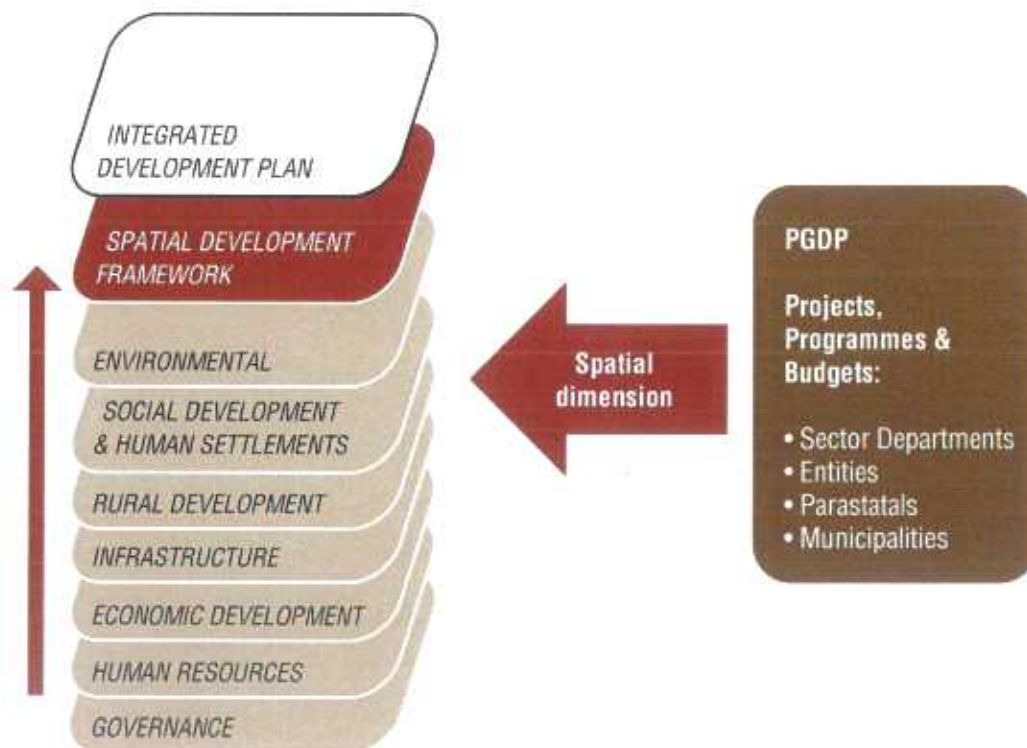 INTEGRATED
DEVELOPMENT PLAN
SPATIAL DEVELOPMENT
FRAMEWORK
ENVIRONMENTAL
SOCIAL DEVELOPMENT
& HUMAN SETTLEMENTS
RURAL DEVELOPMENT
INFRASTRUCTURE
ECONOMIC DEVELOPMENT
HUMAN RESOURCES
GOVERNANCE
Spatial
dimension
PGDP
Projects,
Programmes &
Budgets:
• Sector Departments
• Entities
• Parastatals
• Municipalities